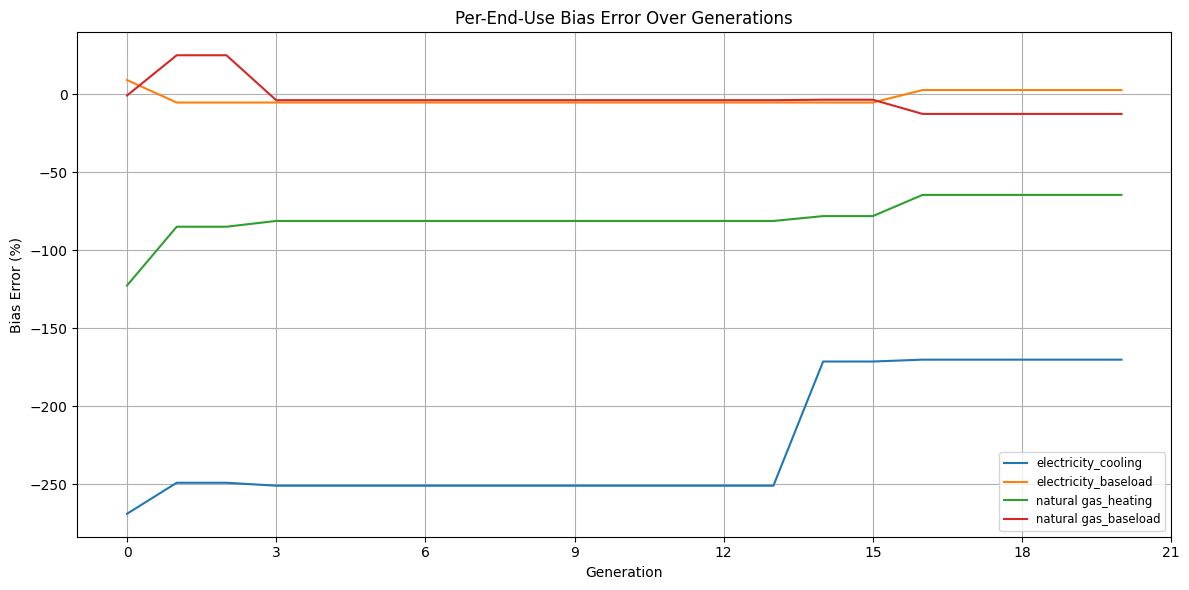 Per-End-Use Bias Error Over Generations
Bias Error (%)
0
−50
−100
−150
−200
−250
0 3 6 9 12 15 18 21
Generation
electricity_cooling
electricity_baseload
natural gas_heating
natural gas_baseload